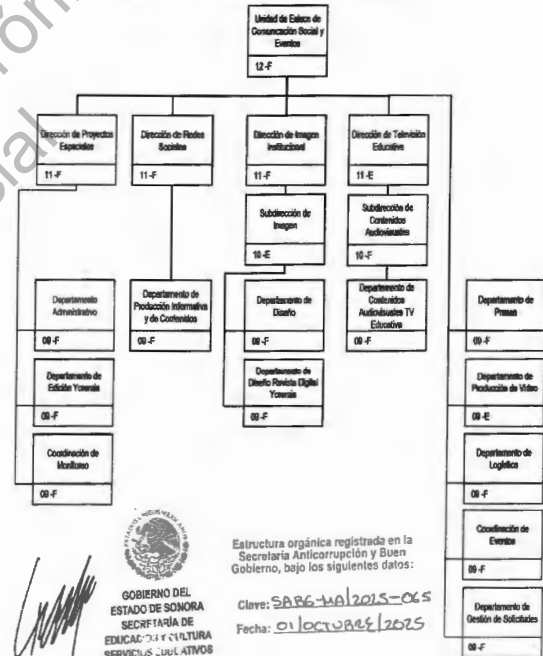 Unidad de Enlace de
Comunicación Social y
Eventos
12-F
Dirección de Proyectos
Especiales
11-F
Dirección de Redes
Sociales
11-F
Dirección de Imagen
Institucional
11-F
Dirección de Televisión
Educativa
11-E
Subdirección de
Imagen
10-E
Subdirección de
Contenidos
Audiovisuales
10-F
Departamento
Administrativo
09-F
Departamento de
Producción Informativa
y de Contenidos
09-F
Departamento de
Diseño
09-F
Departamento de
Contenidos
Audiovisuales TV
Educativa
09-F
Departamento de
Prensa
09-F
Departamento de
Edición Ycransia
09-F
Departamento de
Diseño Revista Digital
Ycransia
09-F
Departamento de
Producción de Video
09-E
Coordinación de
Monitoreo
09-F
Departamento de
Logística
09-F
Coordinación de
Eventos
09-F
Departamento de
Gestión de Solicitudes
09-F
GOBIERNO DEL
ESTADO DE SONORA
SECRETARÍA DE
EDUCACIÓN Y CULTURA
SERVICIOS EDUCATIVOS
Estructura orgánica registrada en la
Secretaría Anticorrupción y Buen
Gobierno, bajo los siguientes datos:
Clave: SABG-MA/2025-065
Fecha: 01/OCTUBRE/2025